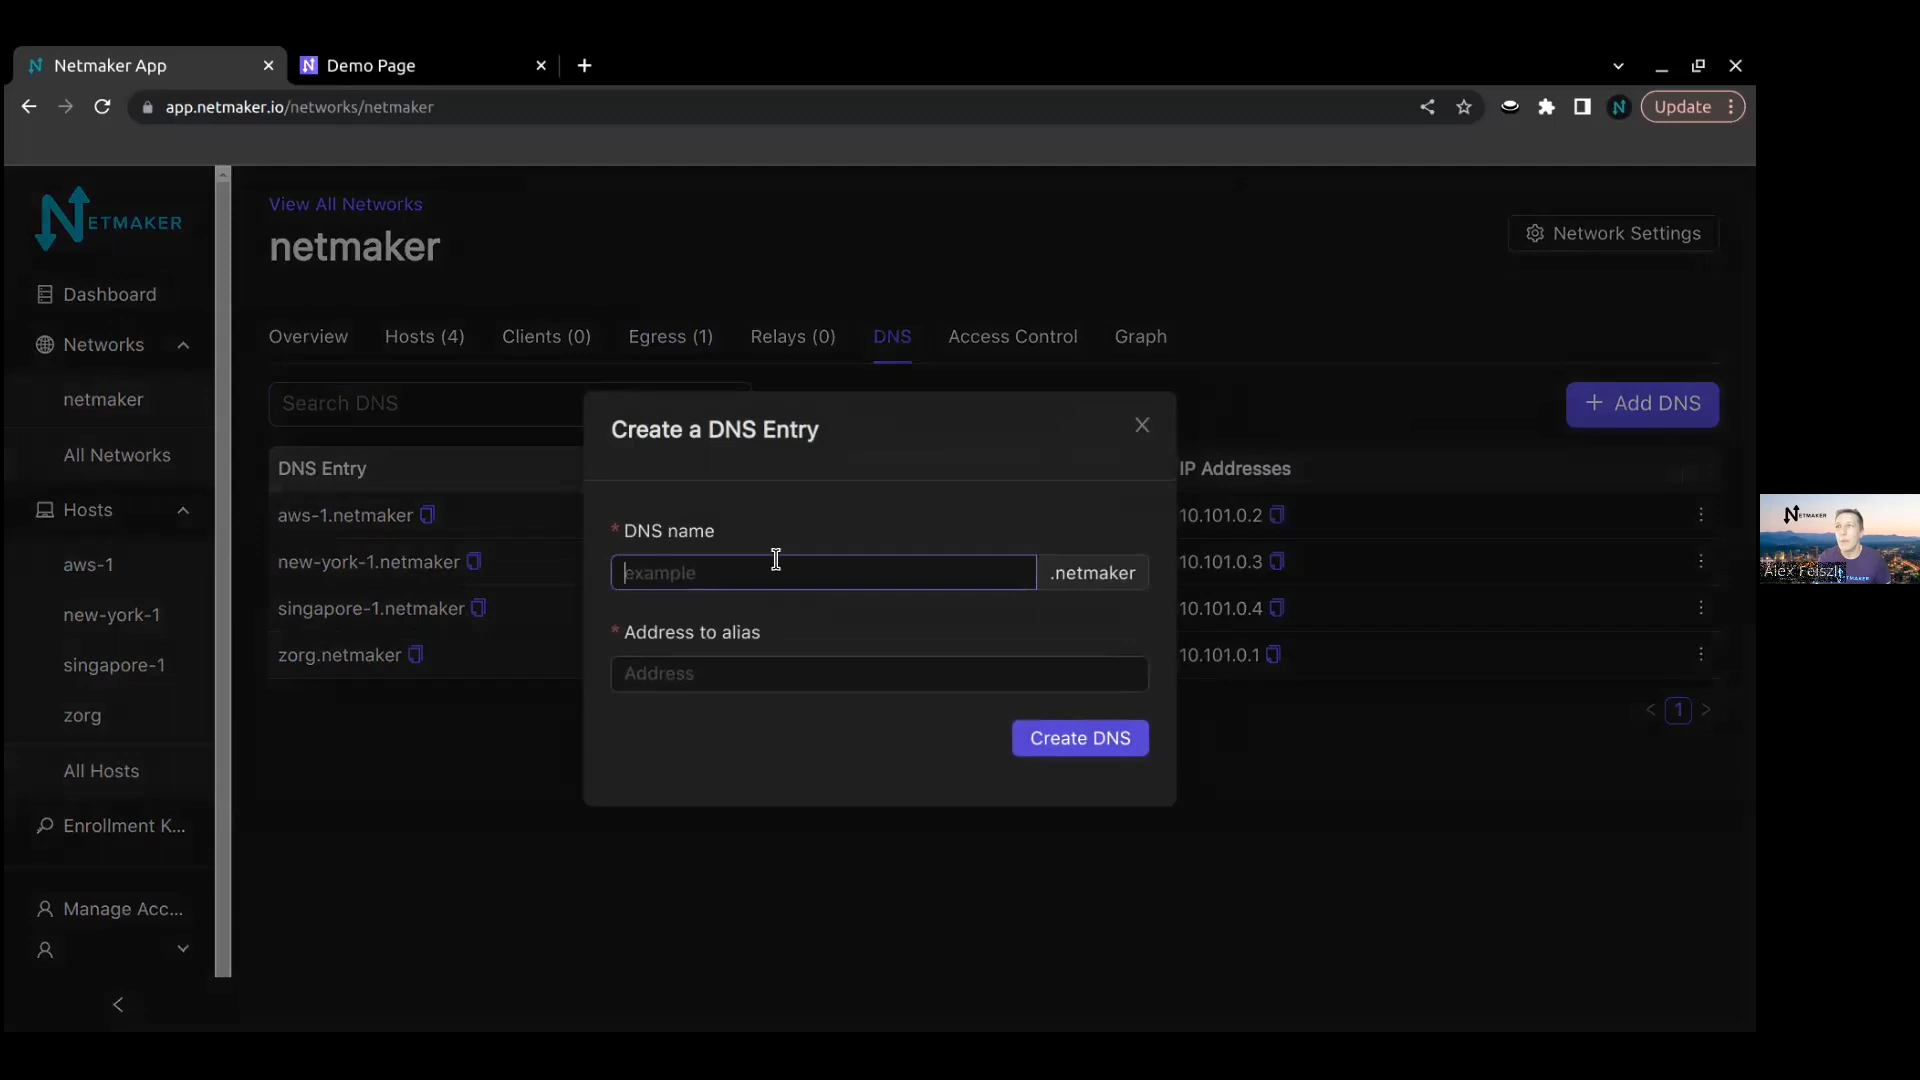 Netmaker App
Demo Page
app.netmaker.io/networks/netmaker
Update
NETMAKER
Dashboard
Networks
netmaker
All Networks
Hosts
aws-1
new-york-1
singapore-1
zorg
All Hosts
Enrollment K...
Manage Acc...
View All Networks
netmaker
Network Settings
Overview
Hosts (4)
Clients (0)
Egress (1)
Relays (0)
DNS
Access Control
Graph
Search DNS
+ Add DNS
DNS Entry
IP Addresses
aws-1.netmaker
10.101.0.2
new-york-1.netmaker
10.101.0.3
singapore-1.netmaker
10.101.0.4
zorg.netmaker
10.101.0.1
1
Create a DNS Entry
* DNS name
example
.netmaker
* Address to alias
Address
Create DNS
NETMAKER
Alex Feiszli